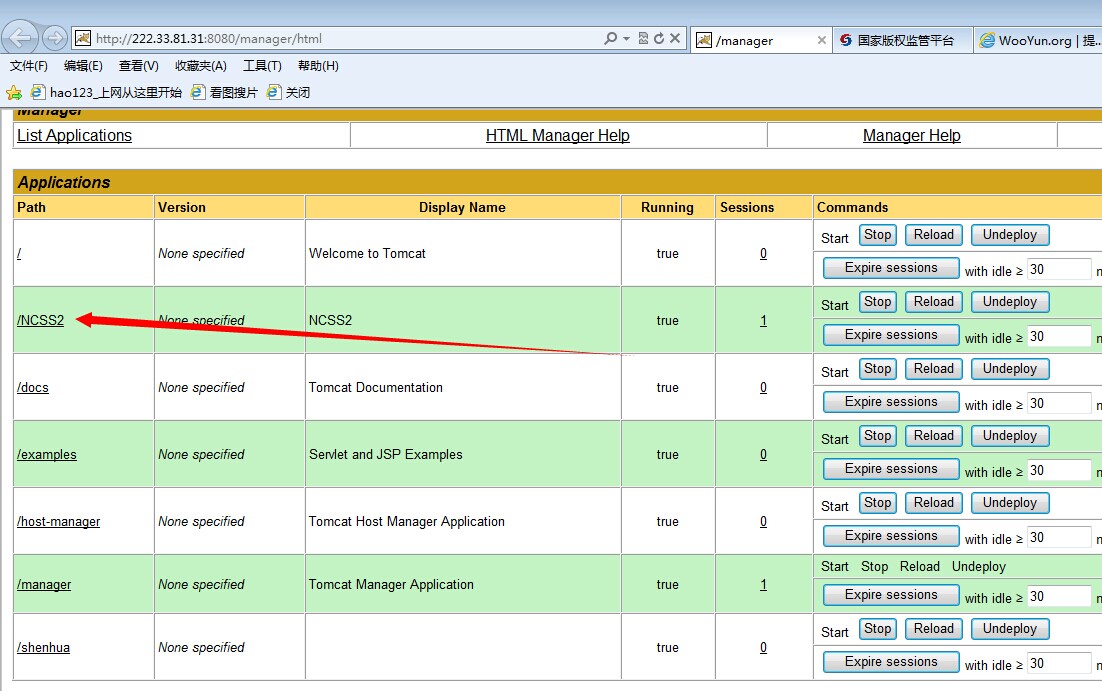 http://222.33.81.31:8080/manager/html
/manager
国家版权监管平台
WooYun.org | 提...
文件(F) 编辑(E) 查看(V) 收藏夹(A) 工具(T) 帮助(H)
hao123_上网从这里开始 看图搜片 关闭
Manager
List Applications HTML Manager Help Manager Help
Applications
Path Version Display Name Running Sessions Commands
/ None specified Welcome to Tomcat true 0 Start Stop Reload Undeploy
Expire sessions with idle ≥ 30
/NCSS2 None specified NCSS2 true 1 Start Stop Reload Undeploy
Expire sessions with idle ≥ 30
/docs None specified Tomcat Documentation true 0 Start Stop Reload Undeploy
Expire sessions with idle ≥ 30
/examples None specified Servlet and JSP Examples true 0 Start Stop Reload Undeploy
Expire sessions with idle ≥ 30
/host-manager None specified Tomcat Host Manager Application true 0 Start Stop Reload Undeploy
Expire sessions with idle ≥ 30
/manager None specified Tomcat Manager Application true 1 Start Stop Reload Undeploy
Expire sessions with idle ≥ 30
/shenhua None specified true 0 Start Stop Reload Undeploy
Expire sessions with idle ≥ 30